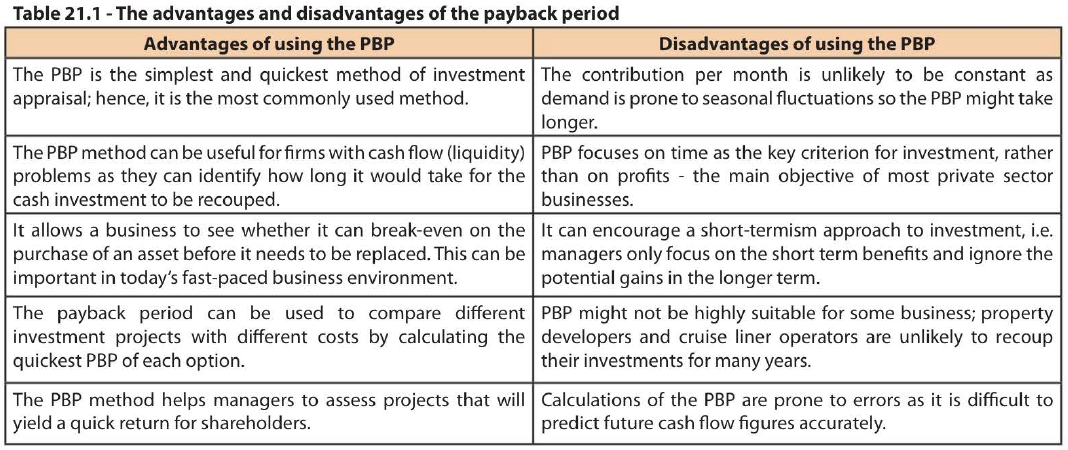 Table 21.1 - The advantages and disadvantages of the payback period
Advantages of using the PBP
Disadvantages of using the PBP
The PBP is the simplest and quickest method of investment
appraisal; hence, it is the most commonly used method.
The contribution per month is unlikely to be constant as
demand is prone to seasonal fluctuations so the PBP might take
longer.
The PBP method can be useful for firms with cash flow (liquidity)
problems as they can identify how long it would take for the
cash investment to be recouped.
PBP focuses on time as the key criterion for investment, rather
than on profits - the main objective of most private sector
businesses.
It allows a business to see whether it can break-even on the
purchase of an asset before it needs to be replaced. This can be
important in today's fast-paced business environment.
It can encourage a short-termism approach to investment, i.e.
managers only focus on the short term benefits and ignore the
potential gains in the longer term.
The payback period can be used to compare different
investment projects with different costs by calculating the
quickest PBP of each option.
PBP might not be highly suitable for some business; property
developers and cruise liner operators are unlikely to recoup
their investments for many years.
The PBP method helps managers to assess projects that will
yield a quick return for shareholders.
Calculations of the PBP are prone to errors as it is difficult to
predict future cash flow figures accurately.